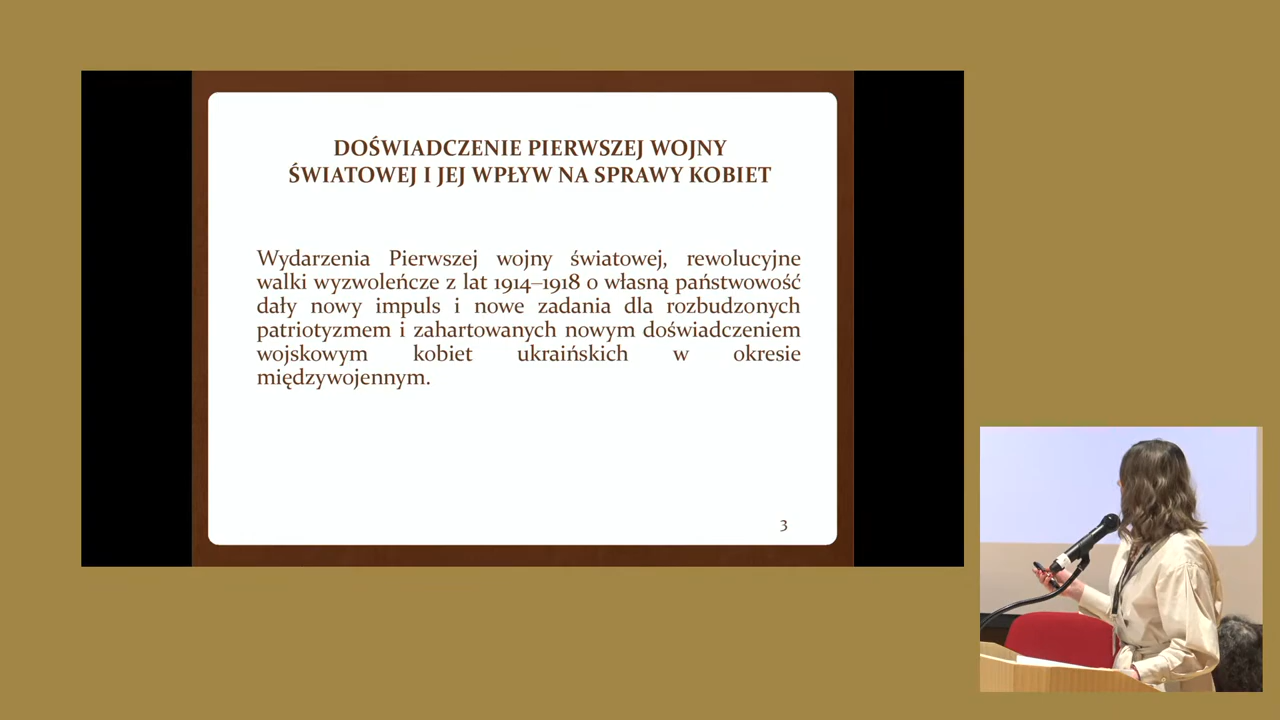 DOŚWIADCZENIE PIERWSZEJ WOJNY
ŚWIATOWEJ I JEJ WPŁYW NA SPRAWY KOBIET
Wydarzenia Pierwszej wojny światowej, rewolucyjne
walki wyzwoleńcze z lat 1914–1918 o własną państwowość
dały nowy impuls i nowe zadania dla rozbudzonych
patriotyzmem i zahartowanych nowym doświadczeniem
wojskowym kobiet ukraińskich w okresie
międzywojennym.
3